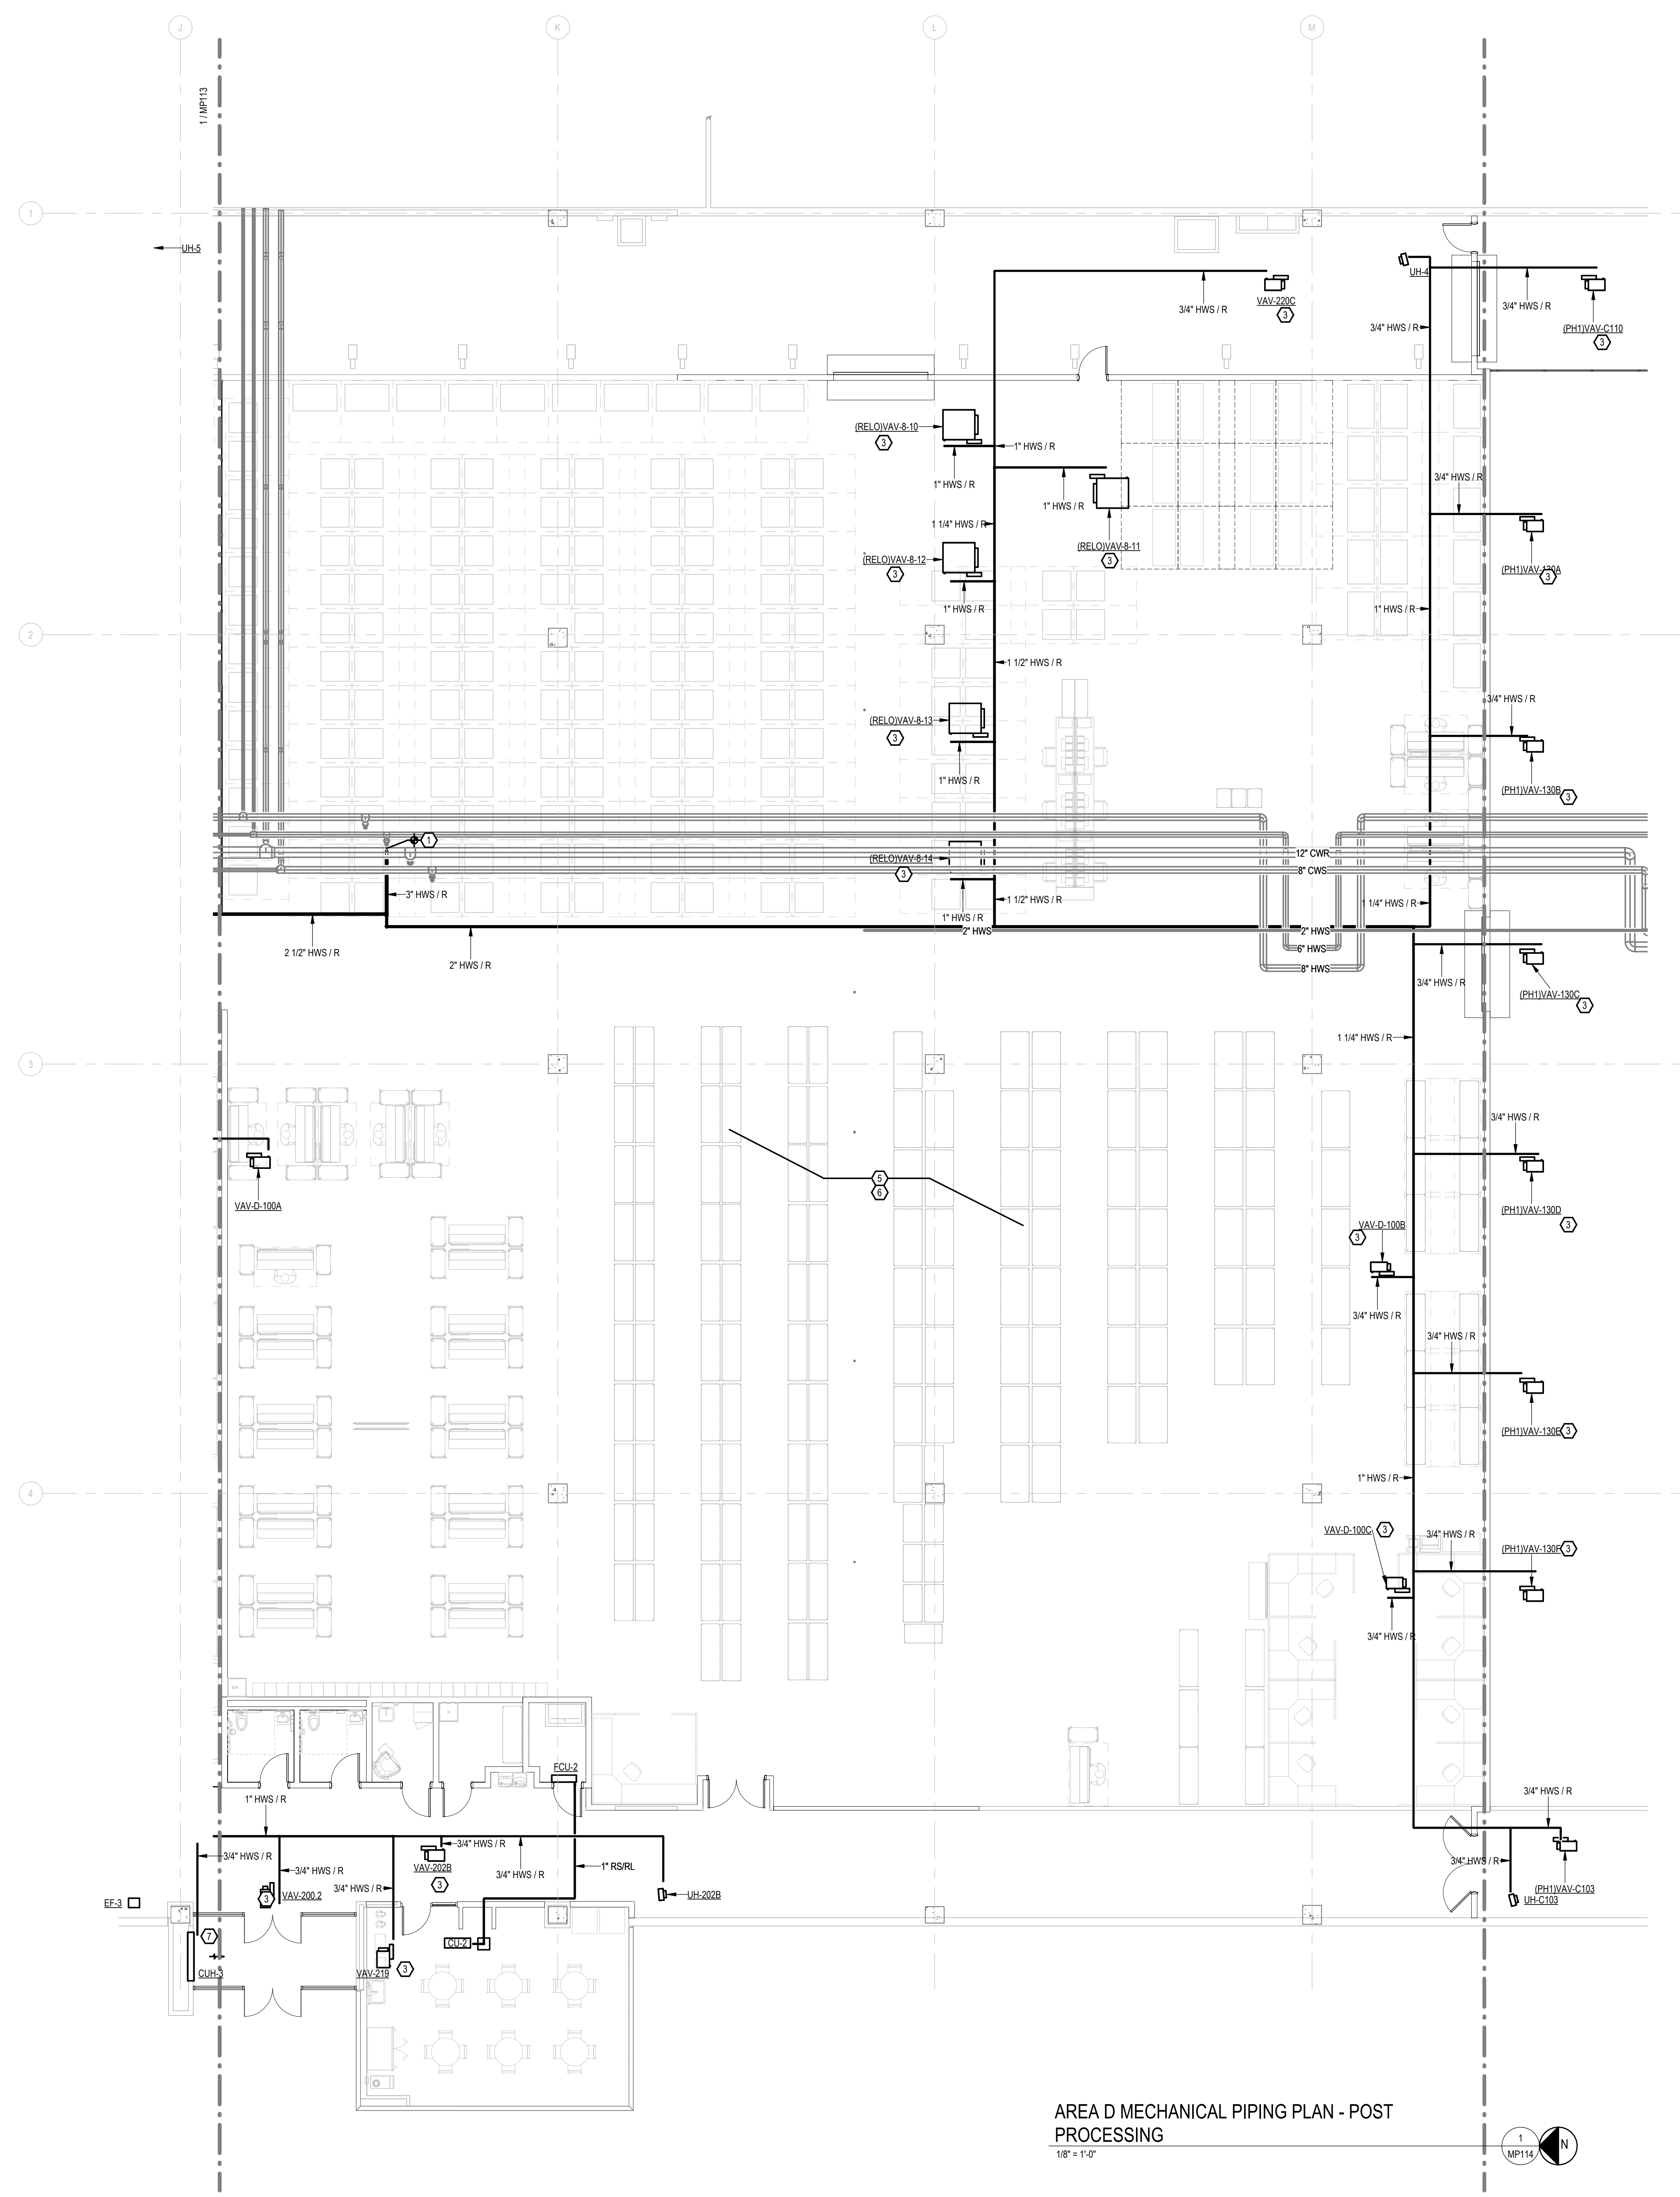 J
K
L
M
1 / MP113
1
UH-5
UH-4
3/4" HWS / R
VAV-220C
3
3/4" HWS / R
3/4" HWS / R
(PH1)VAV-C110
3
(RELO)VAV-8-10
3
1" HWS / R
1" HWS / R
1" HWS / R
3/4" HWS / R
1 1/4" HWS / R
(RELO)VAV-8-11
3
(RELO)VAV-8-12
3
(PH1)VAV-130A
3
1" HWS / R
1" HWS / R
2
1 1/2" HWS / R
3/4" HWS / R
(RELO)VAV-8-13
3
1" HWS / R
(PH1)VAV-130B
3
1
12" CWR
(RELO)VAV-8-14
3
8" CWS
3" HWS / R
1 1/2" HWS / R
1 1/4" HWS / R
1" HWS / R
2" HWS
2" HWS
6" HWS
2 1/2" HWS / R
2" HWS / R
8" HWS
3/4" HWS / R
(PH1)VAV-130C
3
1 1/4" HWS / R
3
3/4" HWS / R
5
6
VAV-D-100A
(PH1)VAV-130D
3
VAV-D-100B
3
3/4" HWS / R
3/4" HWS / R
(PH1)VAV-130E
3
1" HWS / R
4
VAV-D-100C
3
3/4" HWS / R
(PH1)VAV-130F
3
3/4" HWS / R
FCU-2
1" HWS / R
3/4" HWS / R
3/4" HWS / R
3/4" HWS / R
3/4" HWS / R
3/4" HWS / R
3/4" HWS / R
1" RS/RL
3/4" HWS / R
VAV-202B
3
3
VAV-200.2
UH-202B
EF-3
(PH1)VAV-C103
UH-C103
7
CU-2
CUH-3
VAV-219
3
AREA D MECHANICAL PIPING PLAN - POST
PROCESSING
1/8" = 1'-0"
1
MP114
N